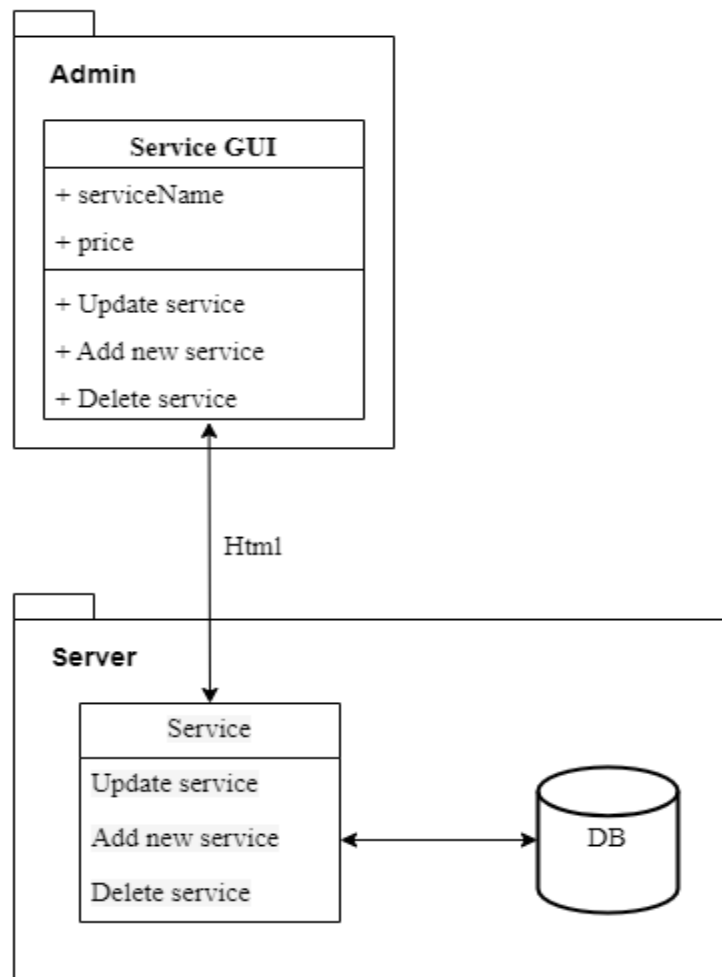 Admin
Service GUI
+ serviceName
+ price
+ Update service
+ Add new service
+ Delete service
Html
Server
Service
Update service
Add new service
Delete service
DB